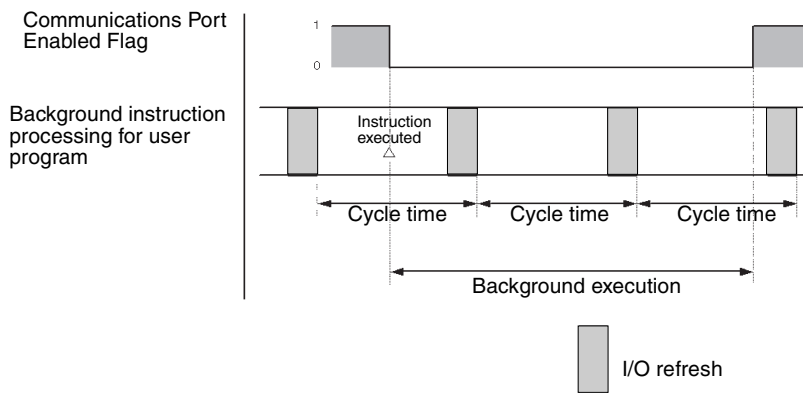 Communications Port
Enabled Flag
1
0
Background instruction
processing for user
program
Instruction
executed
Cycle time
Cycle time
Cycle time
Background execution
I/O refresh